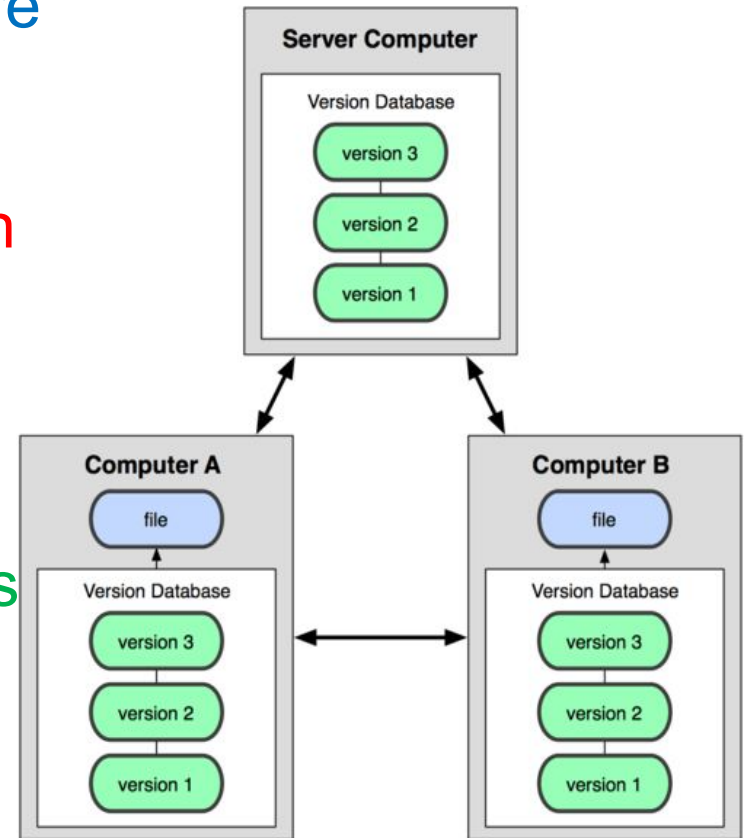 e
n
s
Server Computer
Version Database
version 3
version 2
version 1
Computer A
file
Version Database
version 3
version 2
version 1
Computer B
file
Version Database
version 3
version 2
version 1